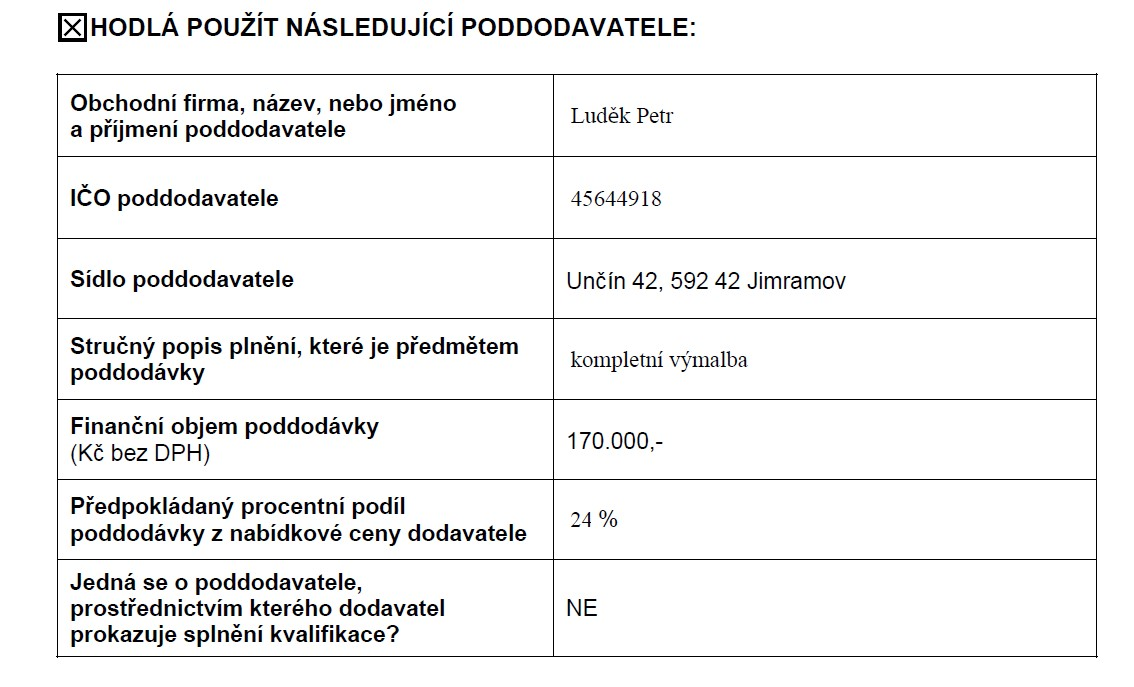 HODLÁ POUŽÍT NÁSLEDUJÍCÍ PODDODAVATELE:
Obchodní firma, název, nebo jméno
a příjmení poddodavatele
Luděk Petr
IČO poddodavatele
45644918
Sídlo poddodavatele
Unčín 42, 592 42 Jimramov
Stručný popis plnění, které je předmětem
poddodávky
kompletní výmalba
Finanční objem poddodávky
(Kč bez DPH)
170.000,-
Předpokládaný procentní podíl
poddodávky z nabídkové ceny dodavatele
24 %
Jedná se o poddodavatele,
prostřednictvím kterého dodavatel
prokazuje splnění kvalifikace?
NE